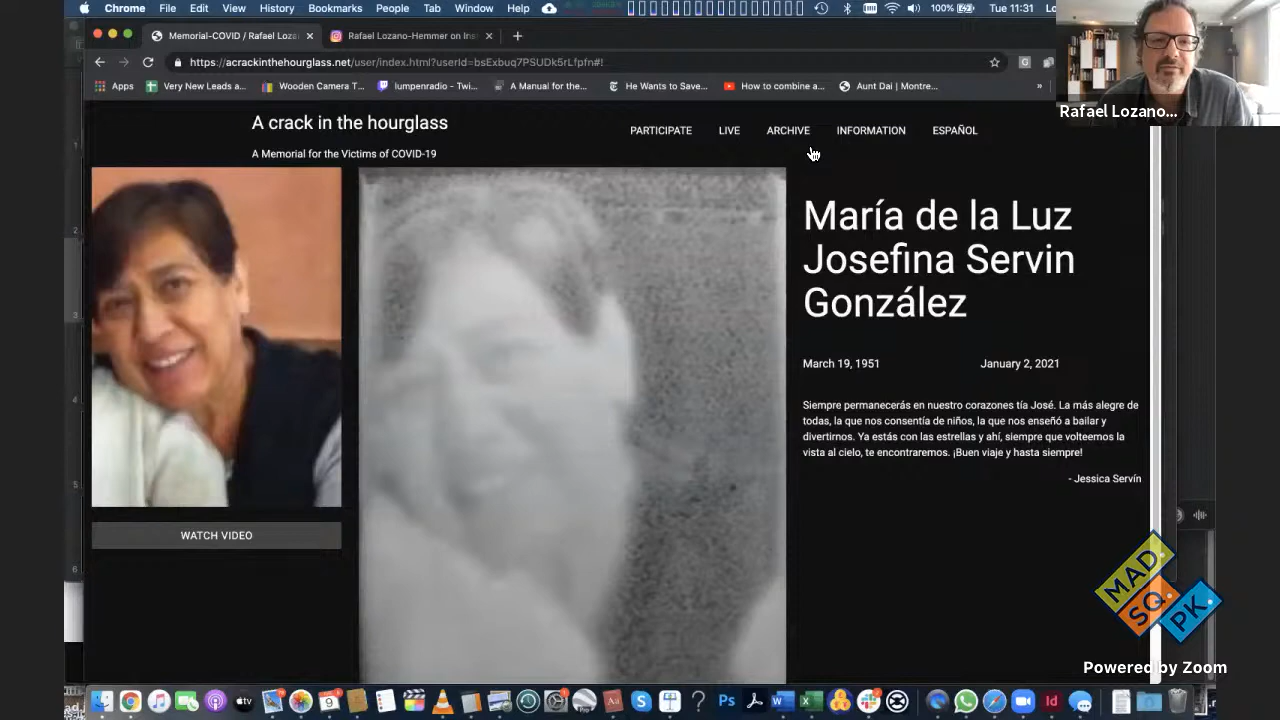 Chrome File Edit View History Bookmarks People Tab Window Help
100% Tue 11:31
Memorial-COVID / Rafael Loza
Rafael Lozano-Hemmer on Ins
https://acrackinthehourglass.net/user/index.html?userId=bsExbuq7PSUDk5rLfpfn#!
Apps Very New Leads a... Wooden Camera T... lumpenradio - Twi... A Manual for the... He Wants to Save... How to combine a... Aunt Dai | Montre... »
Rafael Lozano...
A crack in the hourglass
PARTICIPATE LIVE ARCHIVE INFORMATION ESPAÑOL
A Memorial for the Victims of COVID-19
María de la Luz
Josefina Servin
González
March 19, 1951 January 2, 2021
Siempre permanecerás en nuestro corazones tía José. La más alegre de
todas, la que nos consentía de niños, la que nos enseñó a bailar y
divertirnos. Ya estás con las estrellas y ahí, siempre que volteemos la
vista al cielo, te encontraremos. ¡Buen viaje y hasta siempre!
- Jessica Servín
WATCH VIDEO
MAD.
SQ.
PK.
Powered by Zoom